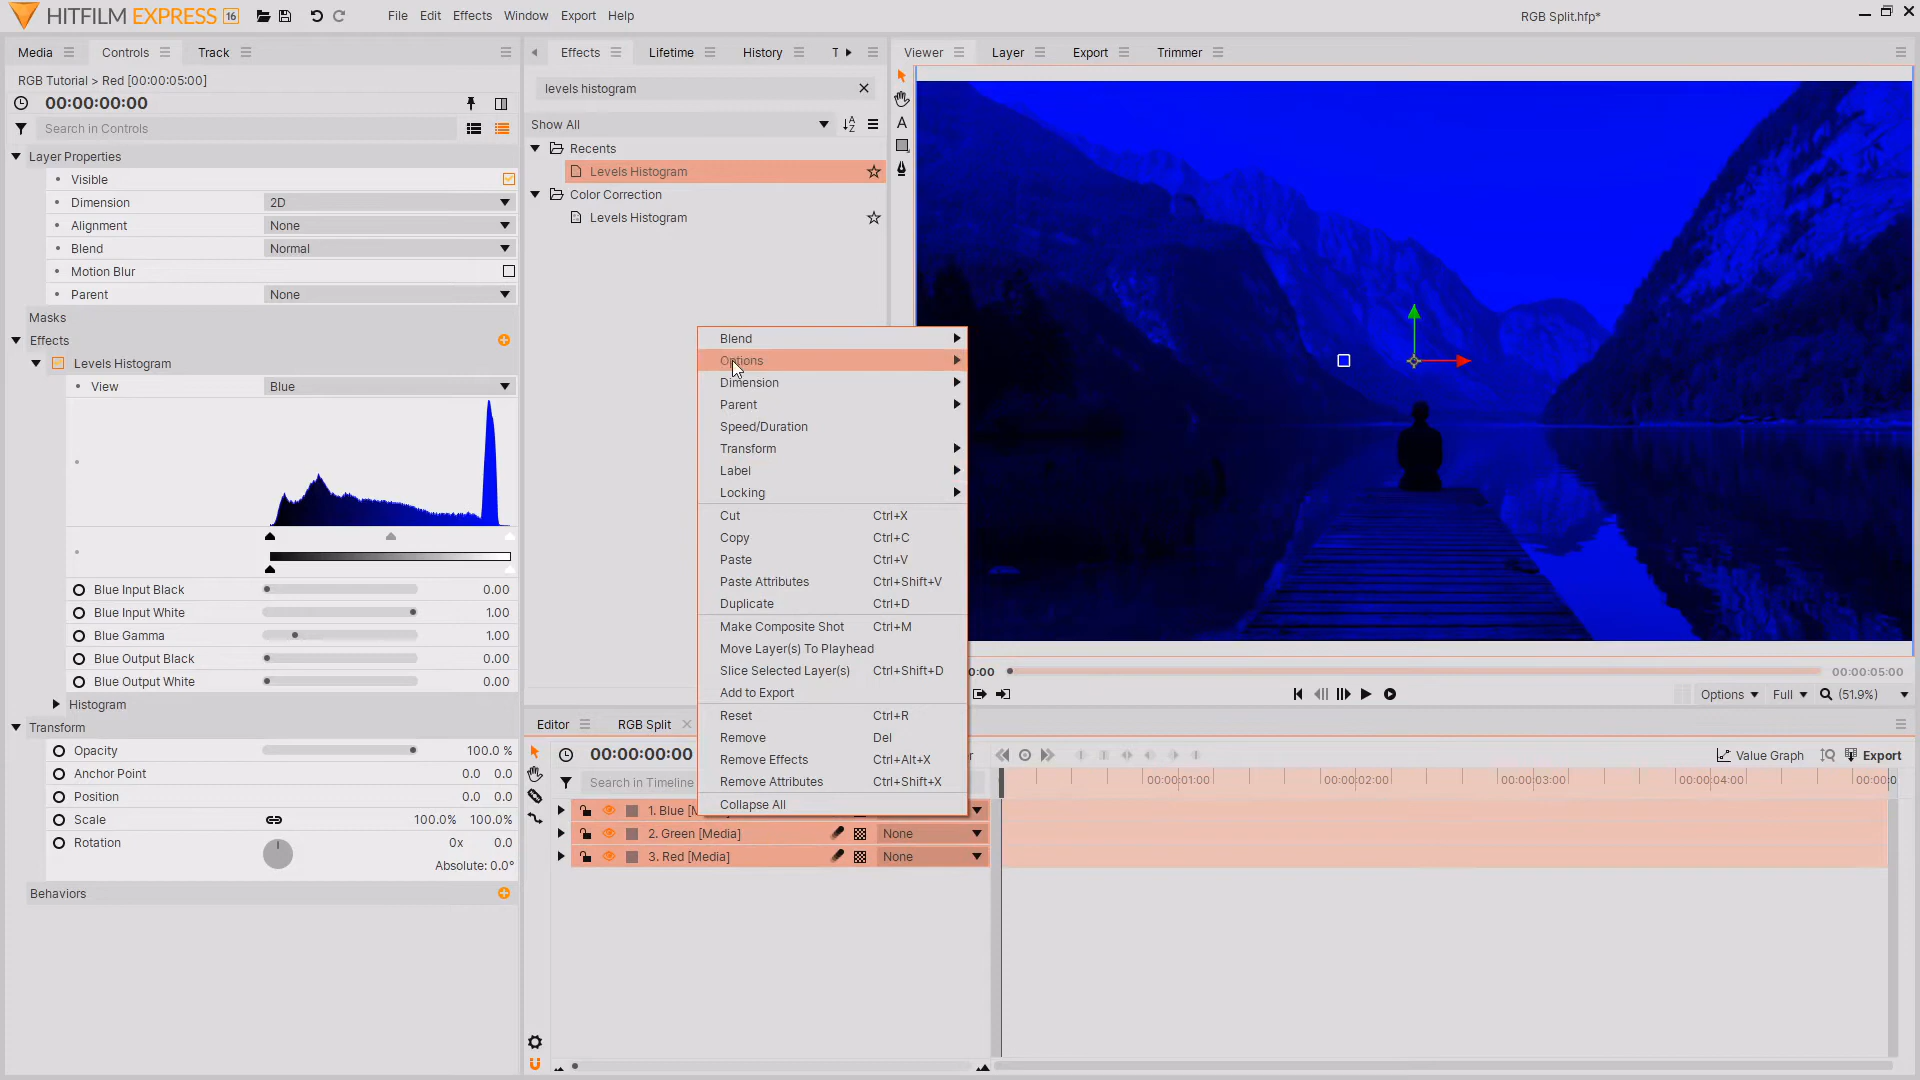 HITFILM EXPRESS 16
File Edit Effects Window Export Help
RGB Split.hfp*
Media Controls Track
RGB Tutorial > Red [00:00:05:00]
00:00:00:00
Search in Controls
Layer Properties
Visible
Dimension 2D
Alignment None
Blend Normal
Motion Blur
Parent None
Masks
Effects
Levels Histogram
View Blue
Blue Input Black 0.00
Blue Input White 1.00
Blue Gamma 1.00
Blue Output Black 0.00
Blue Output White 0.00
Histogram
Transform
Opacity 100.0 %
Anchor Point 0.0 0.0
Position 0.0 0.0
Scale 100.0% 100.0%
Rotation 0x 0.0
Absolute: 0.0°
Behaviors
Effects Lifetime History T
levels histogram
Show All
Recents
Levels Histogram
Color Correction
Levels Histogram
Blend
Options
Dimension
Parent
Speed/Duration
Transform
Label
Locking
Cut Ctrl+X
Copy Ctrl+C
Paste Ctrl+V
Paste Attributes Ctrl+Shift+V
Duplicate Ctrl+D
Make Composite Shot Ctrl+M
Move Layer(s) To Playhead
Slice Selected Layer(s) Ctrl+Shift+D
Add to Export
Reset Ctrl+R
Remove Del
Remove Effects Ctrl+Alt+X
Remove Attributes Ctrl+Shift+X
Collapse All
Viewer Layer Export Trimmer
A
0:00 00:00:05:00
Options Full (51.9%)
Editor RGB Split
00:00:00:00
Value Graph Export
Search in Timeline
00:00:01:00 00:00:02:00 00:00:03:00 00:00:04:00 00:00:0
1. Blue [M
2. Green [Media] None
3. Red [Media] None